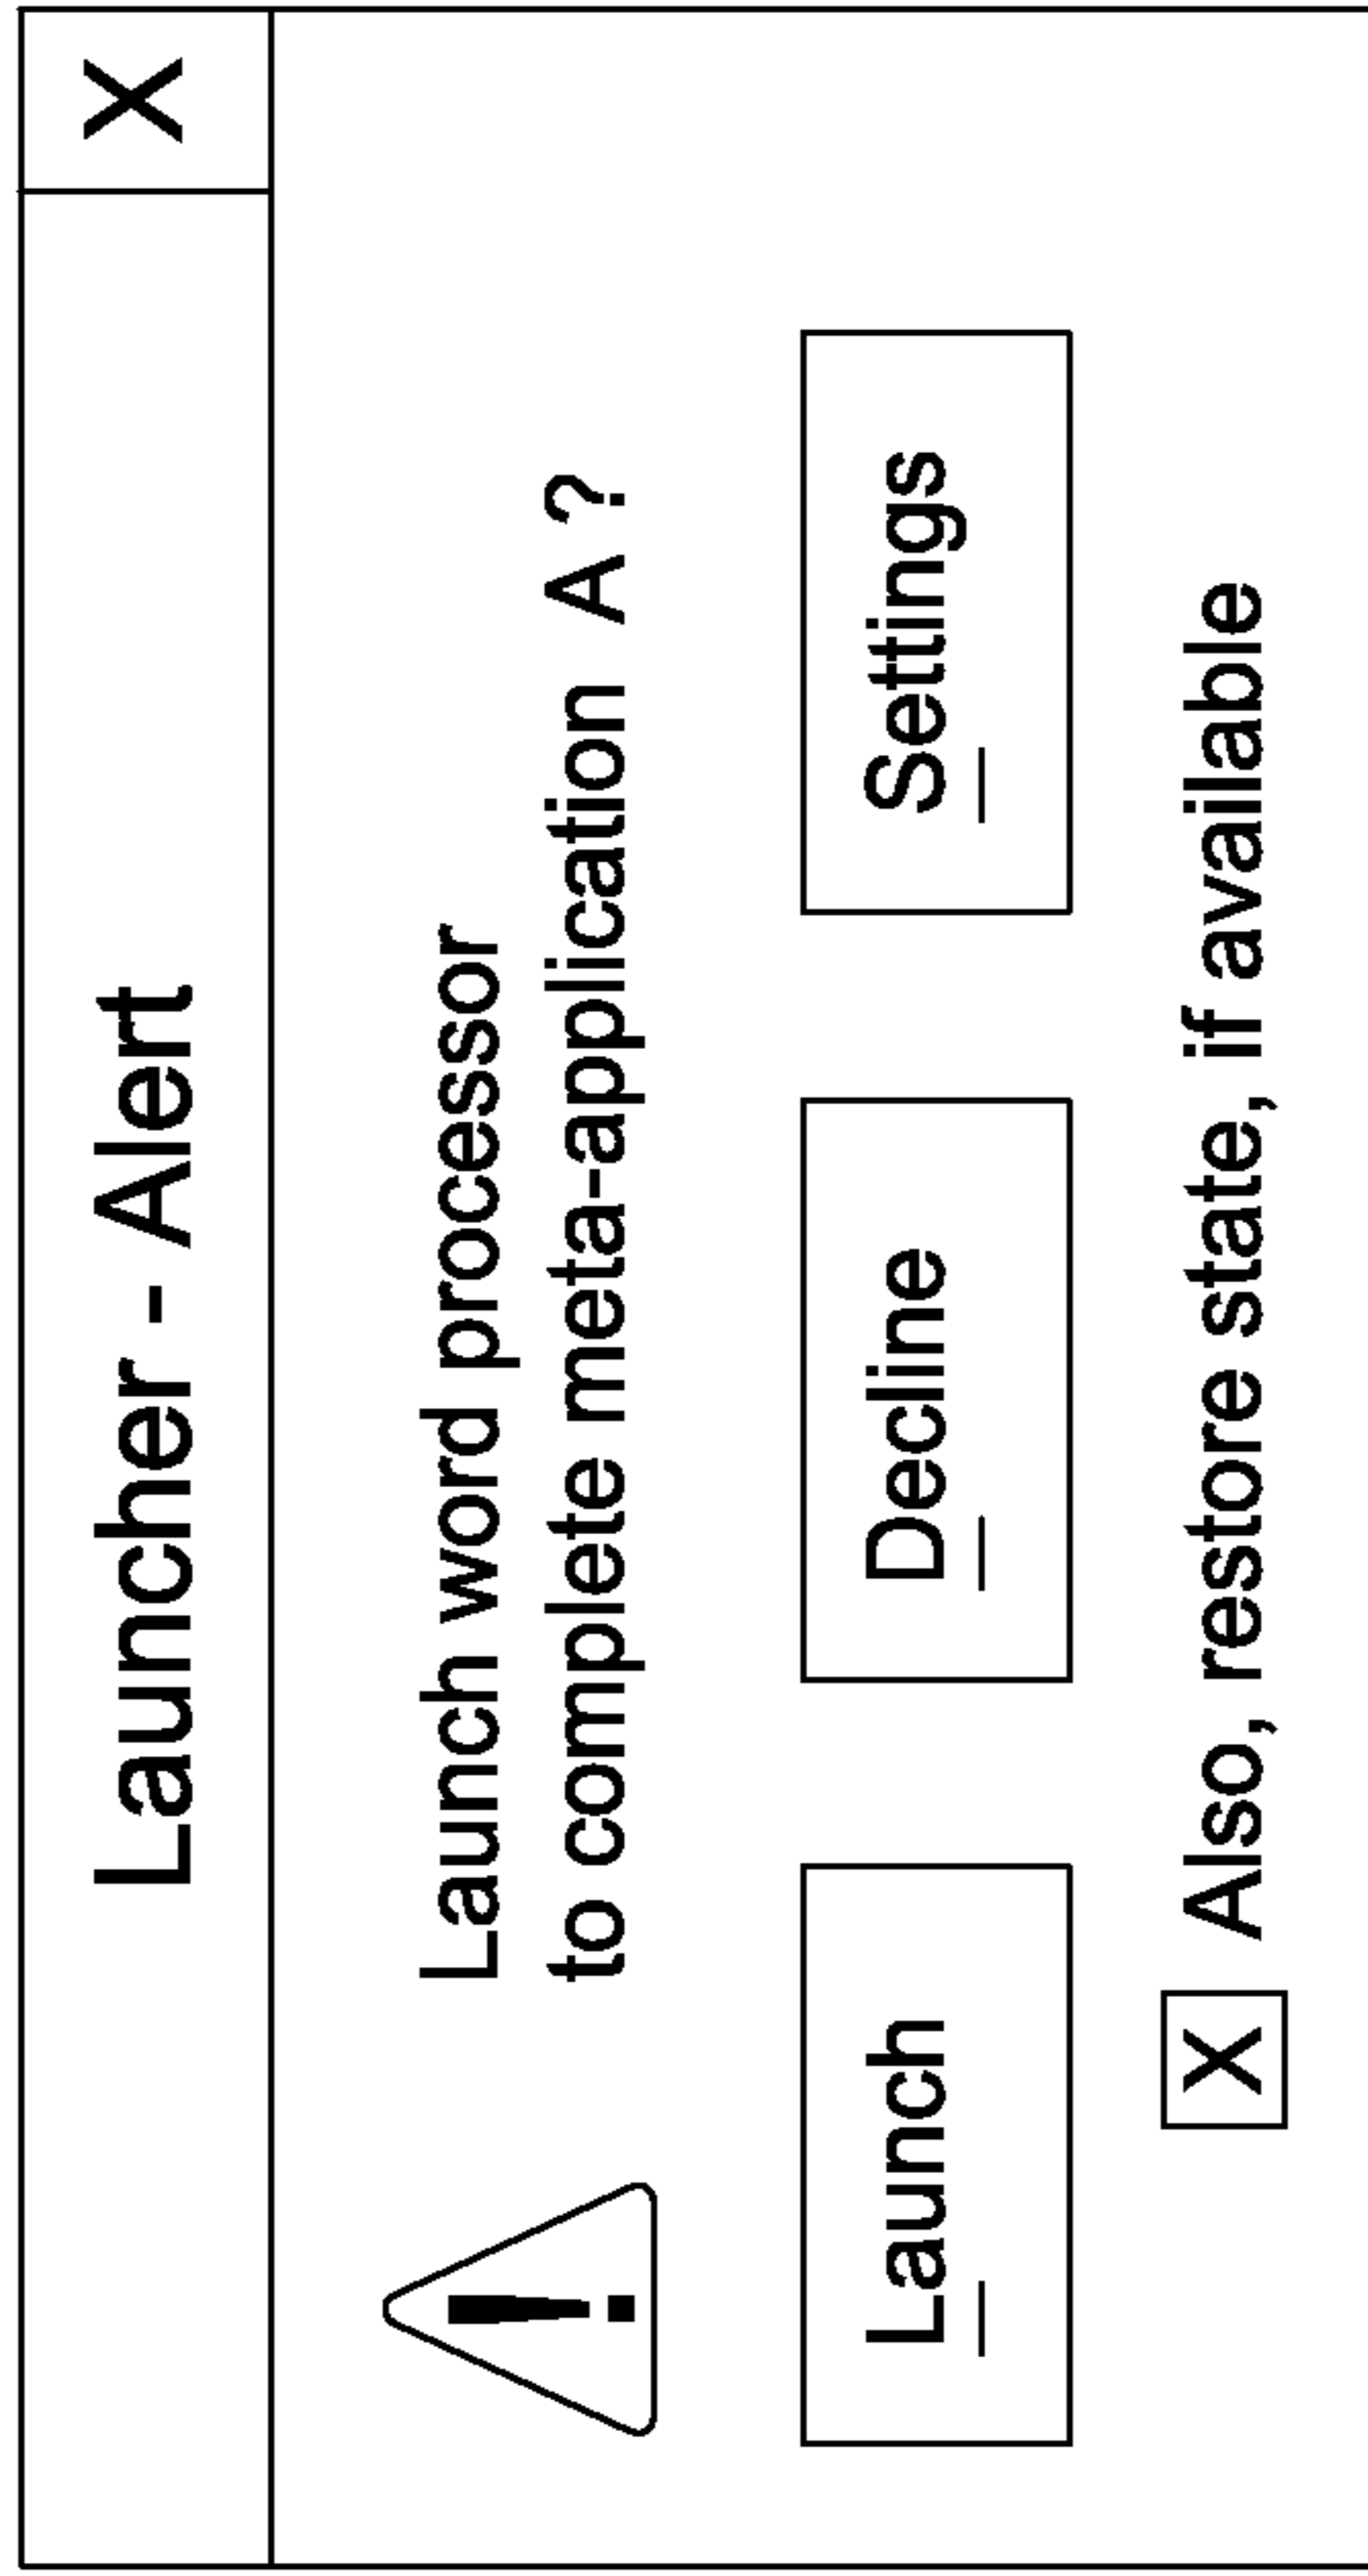 Launcher - Alert X
Launch word processor
to complete meta-application A ?
Launch Decline Settings
X Also, restore state, if available